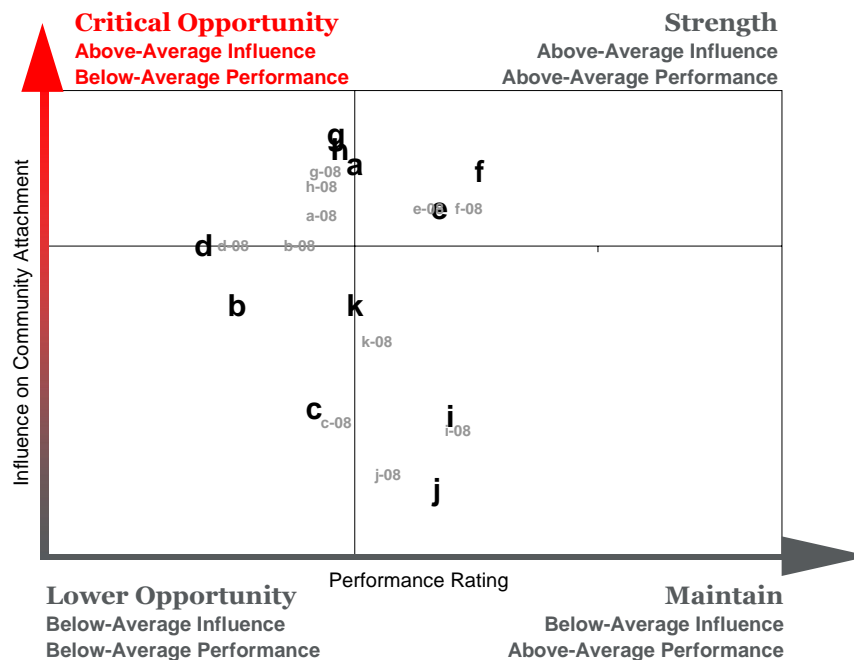 Critical Opportunity
Above-Average Influence
Below-Average Performance
Strength
Above-Average Influence
Above-Average Performance
Influence on Community Attachment
g
h
a
f
g-08
h-08
a-08
e-08
e
f-08
d
d-08
b-08
b
k
k-08
c
c-08
i
i-08
j-08
j
Performance Rating
Lower Opportunity
Below-Average Influence
Below-Average Performance
Maintain
Below-Average Influence
Above-Average Performance